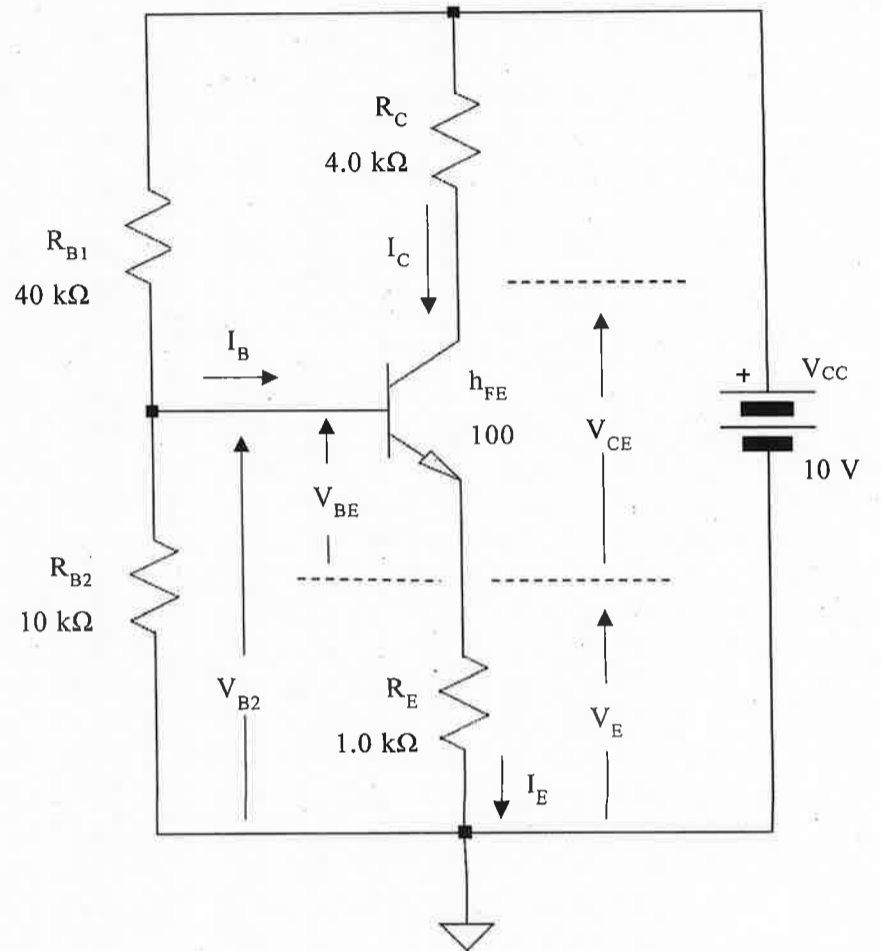 R_C
4.0 kΩ
I_C
R_B1
40 kΩ
I_B
h_FE
100
V_CE
+ V_CC
10 V
V_BE
R_B2
10 kΩ
V_B2
R_E
1.0 kΩ
V_E
I_E